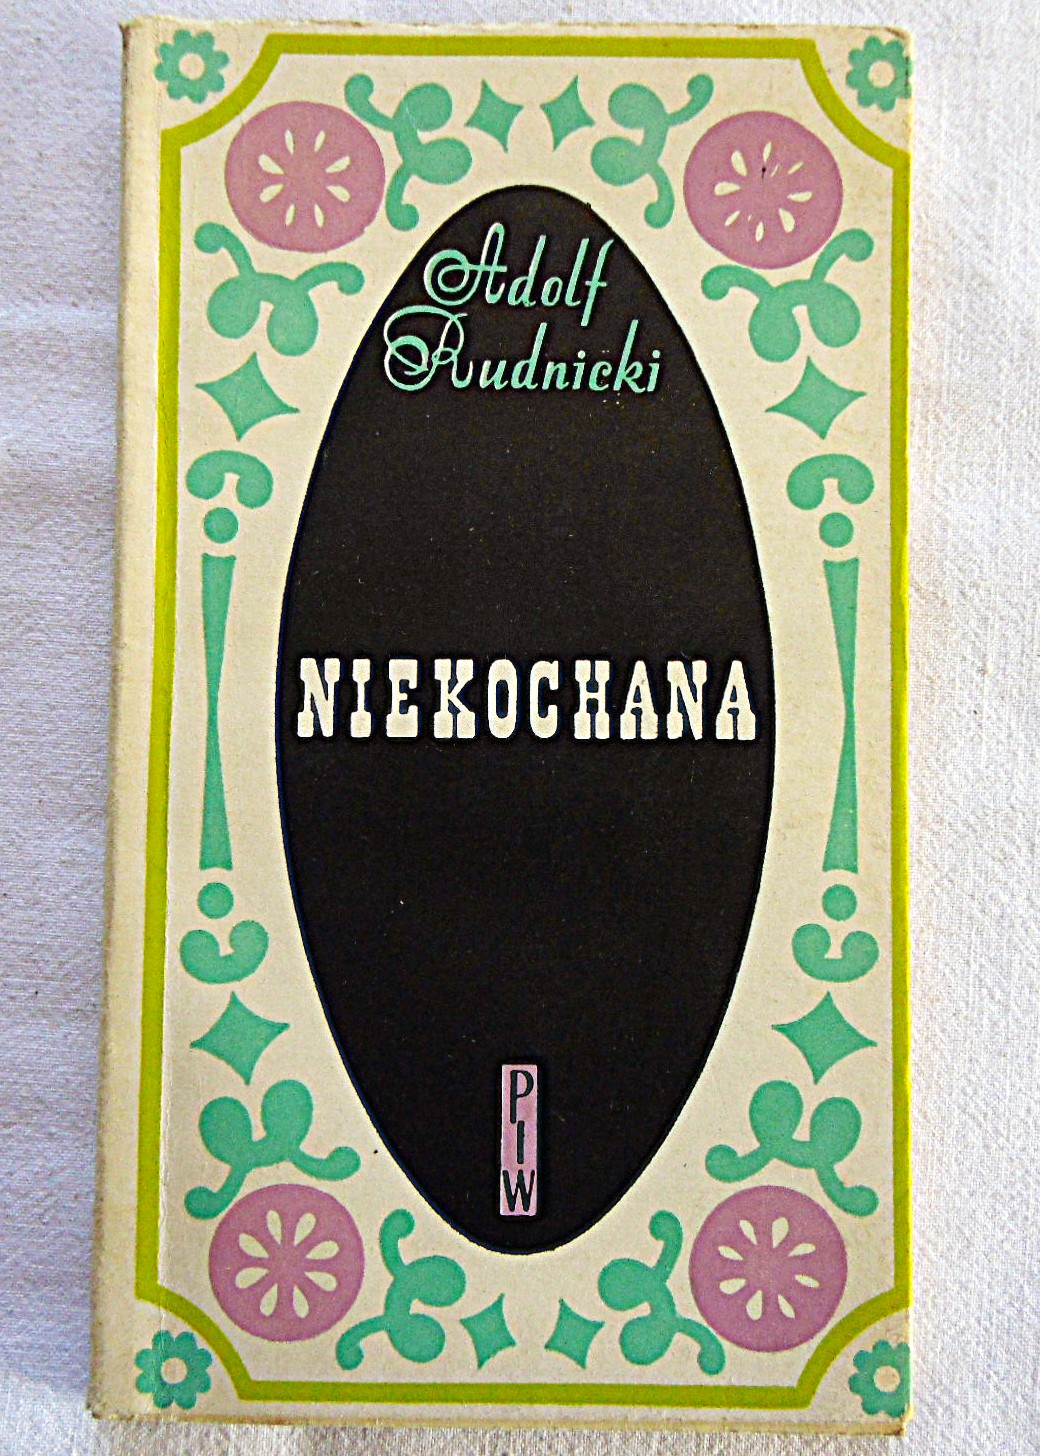 Adolf
Rudnicki
NIEKOCHANA
PIW